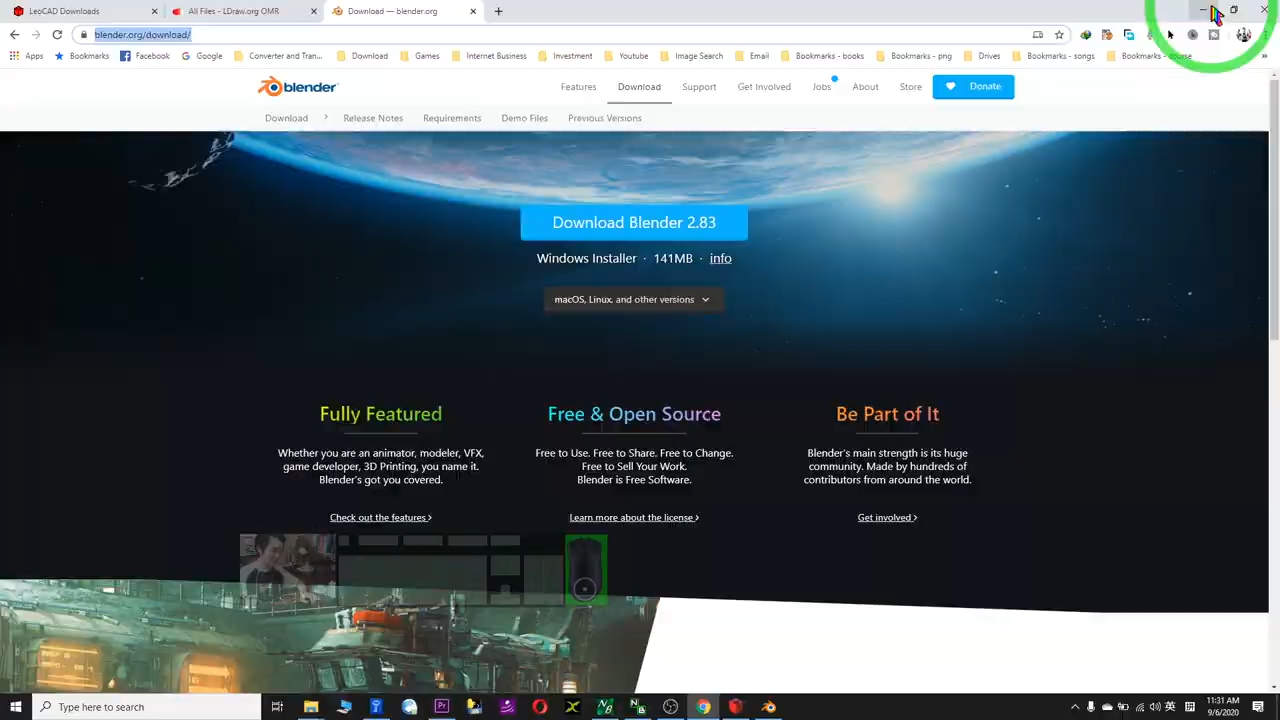 LeoCAD Downloads
All Files - LDraw.org OMR
Download — blender.org
blender.org/download/
Apps
Bookmarks
Facebook
Google
Converter and Tran...
Download
Games
Internet Business
Investment
Youtube
Image Search
Email
Bookmarks - books
Bookmarks - png
Drives
Bookmarks - songs
Bookmarks - course
blender
Features
Download
Support
Get Involved
Jobs
About
Store
Donate
Download
Release Notes
Requirements
Demo Files
Previous Versions
Download Blender 2.83
Windows Installer · 141MB · info
macOS, Linux, and other versions
Fully Featured
Whether you are an animator, modeler, VFX,
game developer, 3D Printing, you name it.
Blender's got you covered.
Check out the features
Free & Open Source
Free to Use. Free to Share. Free to Change.
Free to Sell Your Work.
Blender is Free Software.
Learn more about the license
Be Part of It
Blender's main strength is its huge
community. Made by hundreds of
contributors from around the world.
Get involved
Type here to search
11:31 AM
9/6/2020